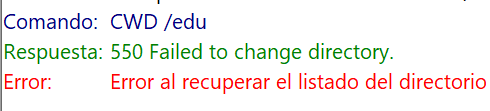 Comando: CWD /edu
Respuesta: 550 Failed to change directory.
Error: Error al recuperar el listado del directorio